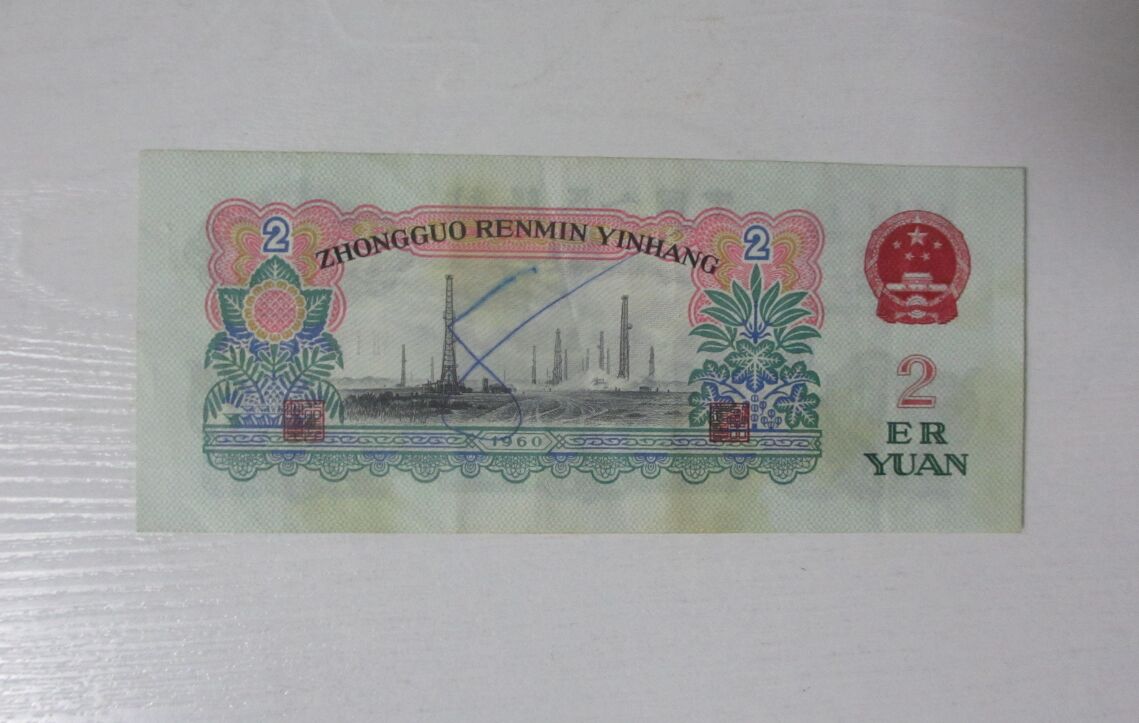 2
ZHONGGUO RENMIN YINHANG
2
1960
2
ER
YUAN